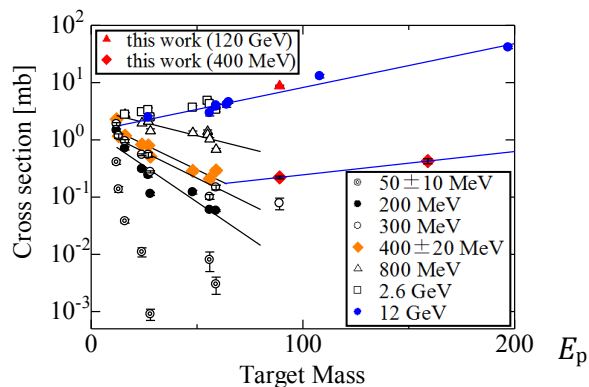 this work (120 GeV)
this work (400 MeV)
Cross section [mb]
10²
10¹
10⁰
10⁻¹
10⁻²
10⁻³
50±10 MeV
200 MeV
300 MeV
400±20 MeV
800 MeV
2.6 GeV
12 GeV
0 100 200
Target Mass
Eₚ